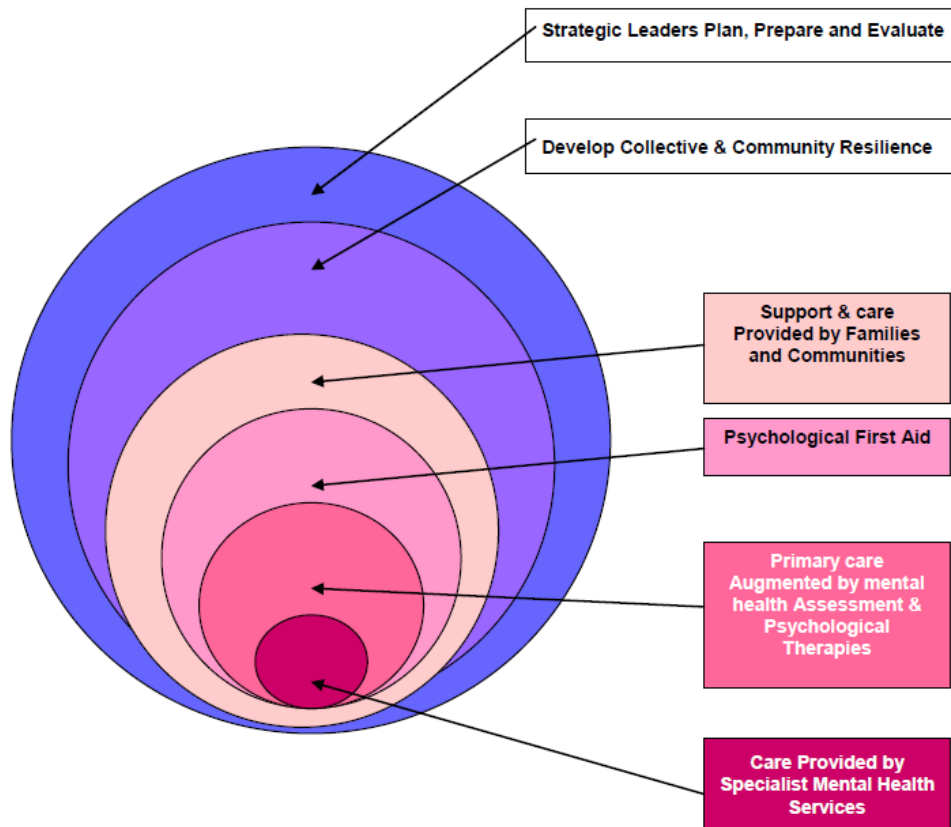 Strategic Leaders Plan, Prepare and Evaluate
Develop Collective & Community Resilience
Support & care
Provided by Families
and Communities
Psychological First Aid
Primary care
Augmented by mental
health Assessment &
Psychological
Therapies
Care Provided by
Specialist Mental Health
Services